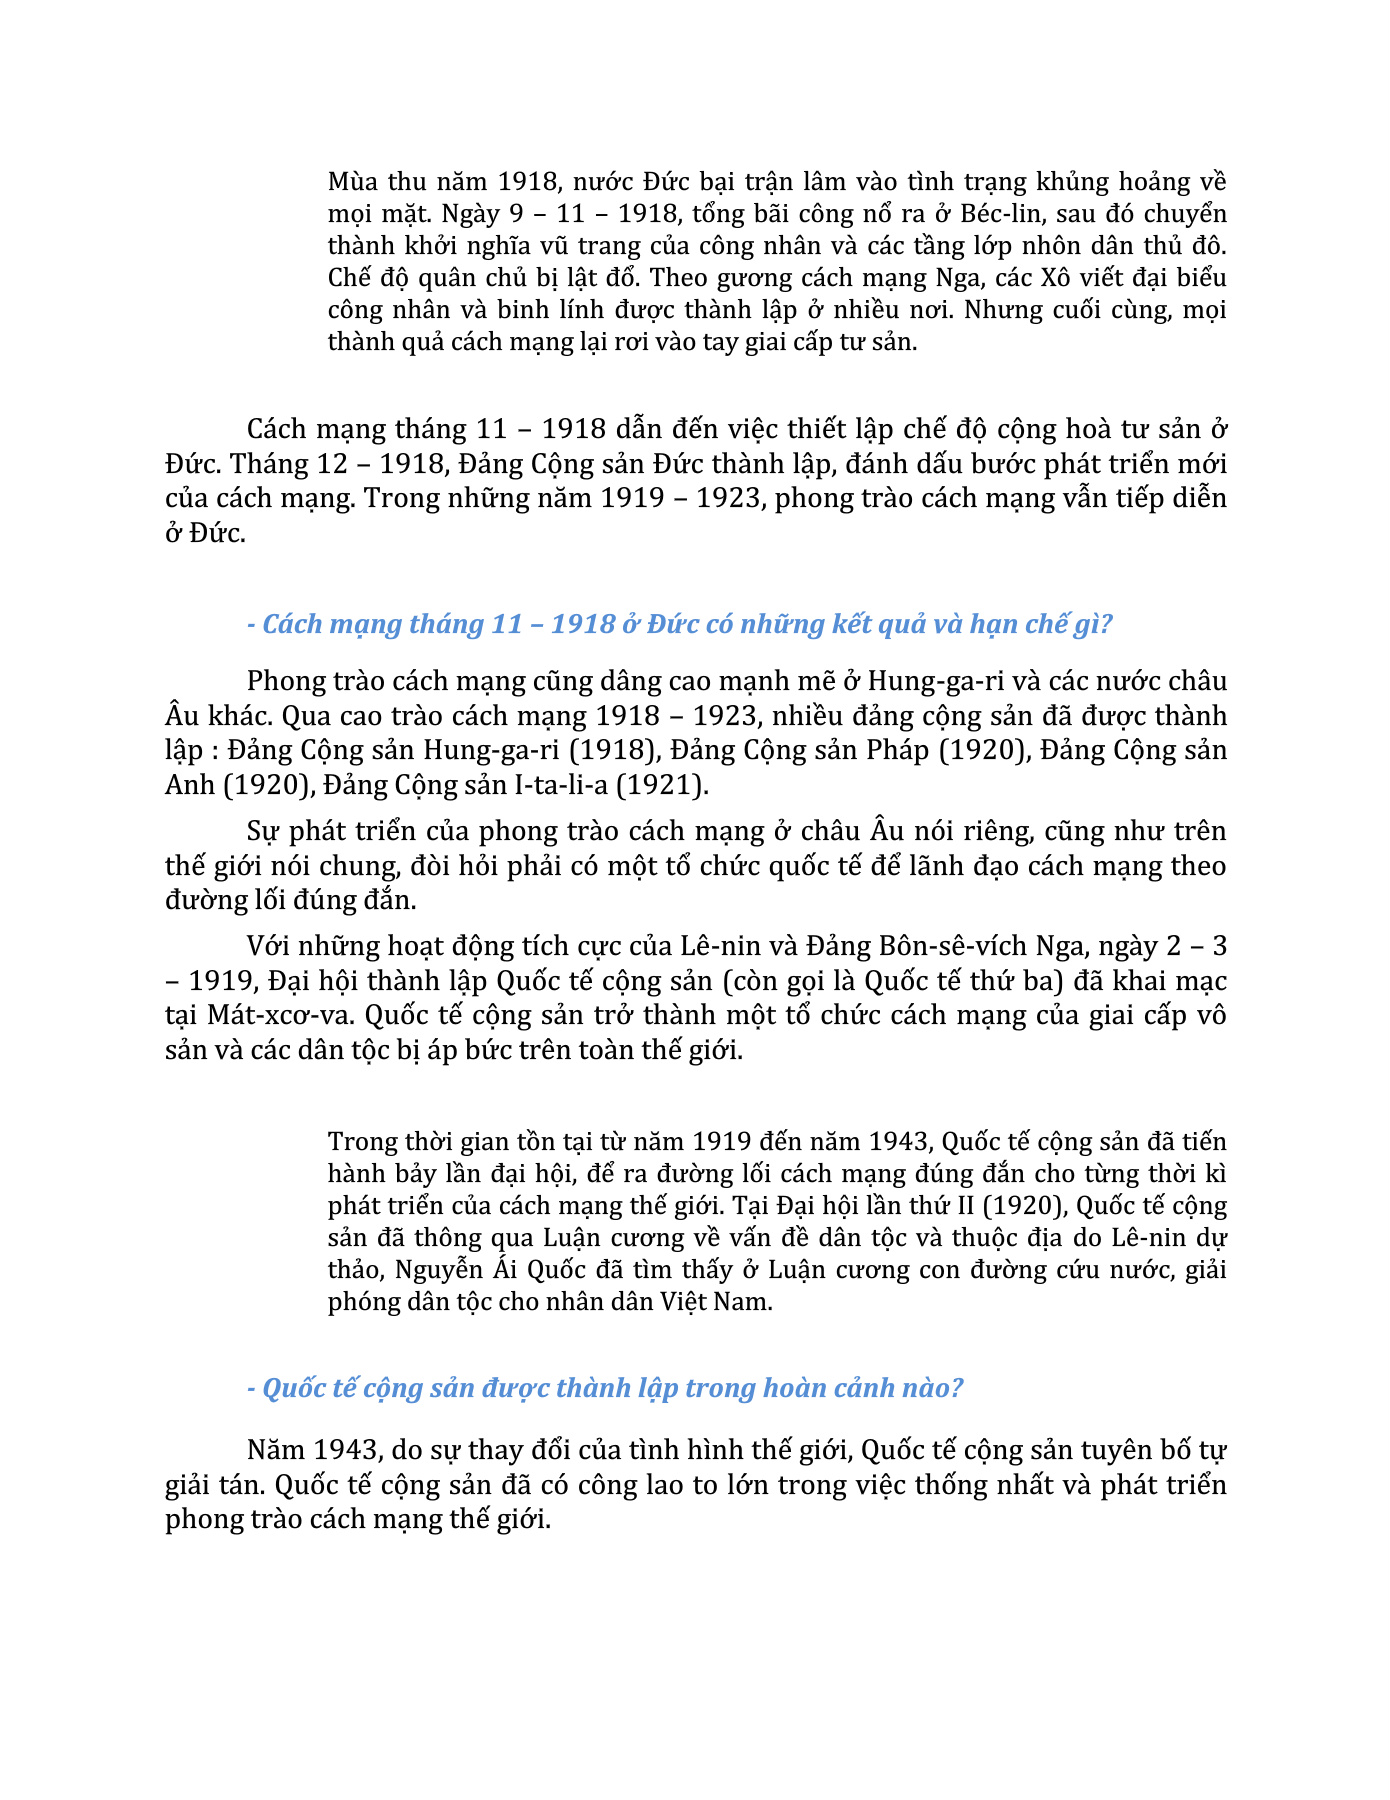 Mùa thu năm 1918, nước Đức bại trận lâm vào tình trạng khủng hoảng về
mọi mặt. Ngày 9 – 11 – 1918, tổng bãi công nổ ra ở Béc-lin, sau đó chuyển
thành khởi nghĩa vũ trang của công nhân và các tầng lớp nhôn dân thủ đô.
Chế độ quân chủ bị lật đổ. Theo gương cách mạng Nga, các Xô viết đại biểu
công nhân và binh lính được thành lập ở nhiều nơi. Nhưng cuối cùng, mọi
thành quả cách mạng lại rơi vào tay giai cấp tư sản.
Cách mạng tháng 11 – 1918 dẫn đến việc thiết lập chế độ cộng hoà tư sản ở
Đức. Tháng 12 – 1918, Đảng Cộng sản Đức thành lập, đánh dấu bước phát triển mới
của cách mạng. Trong những năm 1919 – 1923, phong trào cách mạng vẫn tiếp diễn
ở Đức.
- Cách mạng tháng 11 – 1918 ở Đức có những kết quả và hạn chế gì?
Phong trào cách mạng cũng dâng cao mạnh mẽ ở Hung-ga-ri và các nước châu
Âu khác. Qua cao trào cách mạng 1918 – 1923, nhiều đảng cộng sản đã được thành
lập : Đảng Cộng sản Hung-ga-ri (1918), Đảng Cộng sản Pháp (1920), Đảng Cộng sản
Anh (1920), Đảng Cộng sản I-ta-li-a (1921).
Sự phát triển của phong trào cách mạng ở châu Âu nói riêng, cũng như trên
thế giới nói chung, đòi hỏi phải có một tổ chức quốc tế để lãnh đạo cách mạng theo
đường lối đúng đắn.
Với những hoạt động tích cực của Lê-nin và Đảng Bôn-sê-vích Nga, ngày 2 – 3
– 1919, Đại hội thành lập Quốc tế cộng sản (còn gọi là Quốc tế thứ ba) đã khai mạc
tại Mát-xcơ-va. Quốc tế cộng sản trở thành một tổ chức cách mạng của giai cấp vô
sản và các dân tộc bị áp bức trên toàn thế giới.
Trong thời gian tồn tại từ năm 1919 đến năm 1943, Quốc tế cộng sản đã tiến
hành bảy lần đại hội, để ra đường lối cách mạng đúng đắn cho từng thời kì
phát triển của cách mạng thế giới. Tại Đại hội lần thứ II (1920), Quốc tế cộng
sản đã thông qua Luận cương về vấn đề dân tộc và thuộc địa do Lê-nin dự
thảo, Nguyễn Ái Quốc đã tìm thấy ở Luận cương con đường cứu nước, giải
phóng dân tộc cho nhân dân Việt Nam.
- Quốc tế cộng sản được thành lập trong hoàn cảnh nào?
Năm 1943, do sự thay đổi của tình hình thế giới, Quốc tế cộng sản tuyên bố tự
giải tán. Quốc tế cộng sản đã có công lao to lớn trong việc thống nhất và phát triển
phong trào cách mạng thế giới.